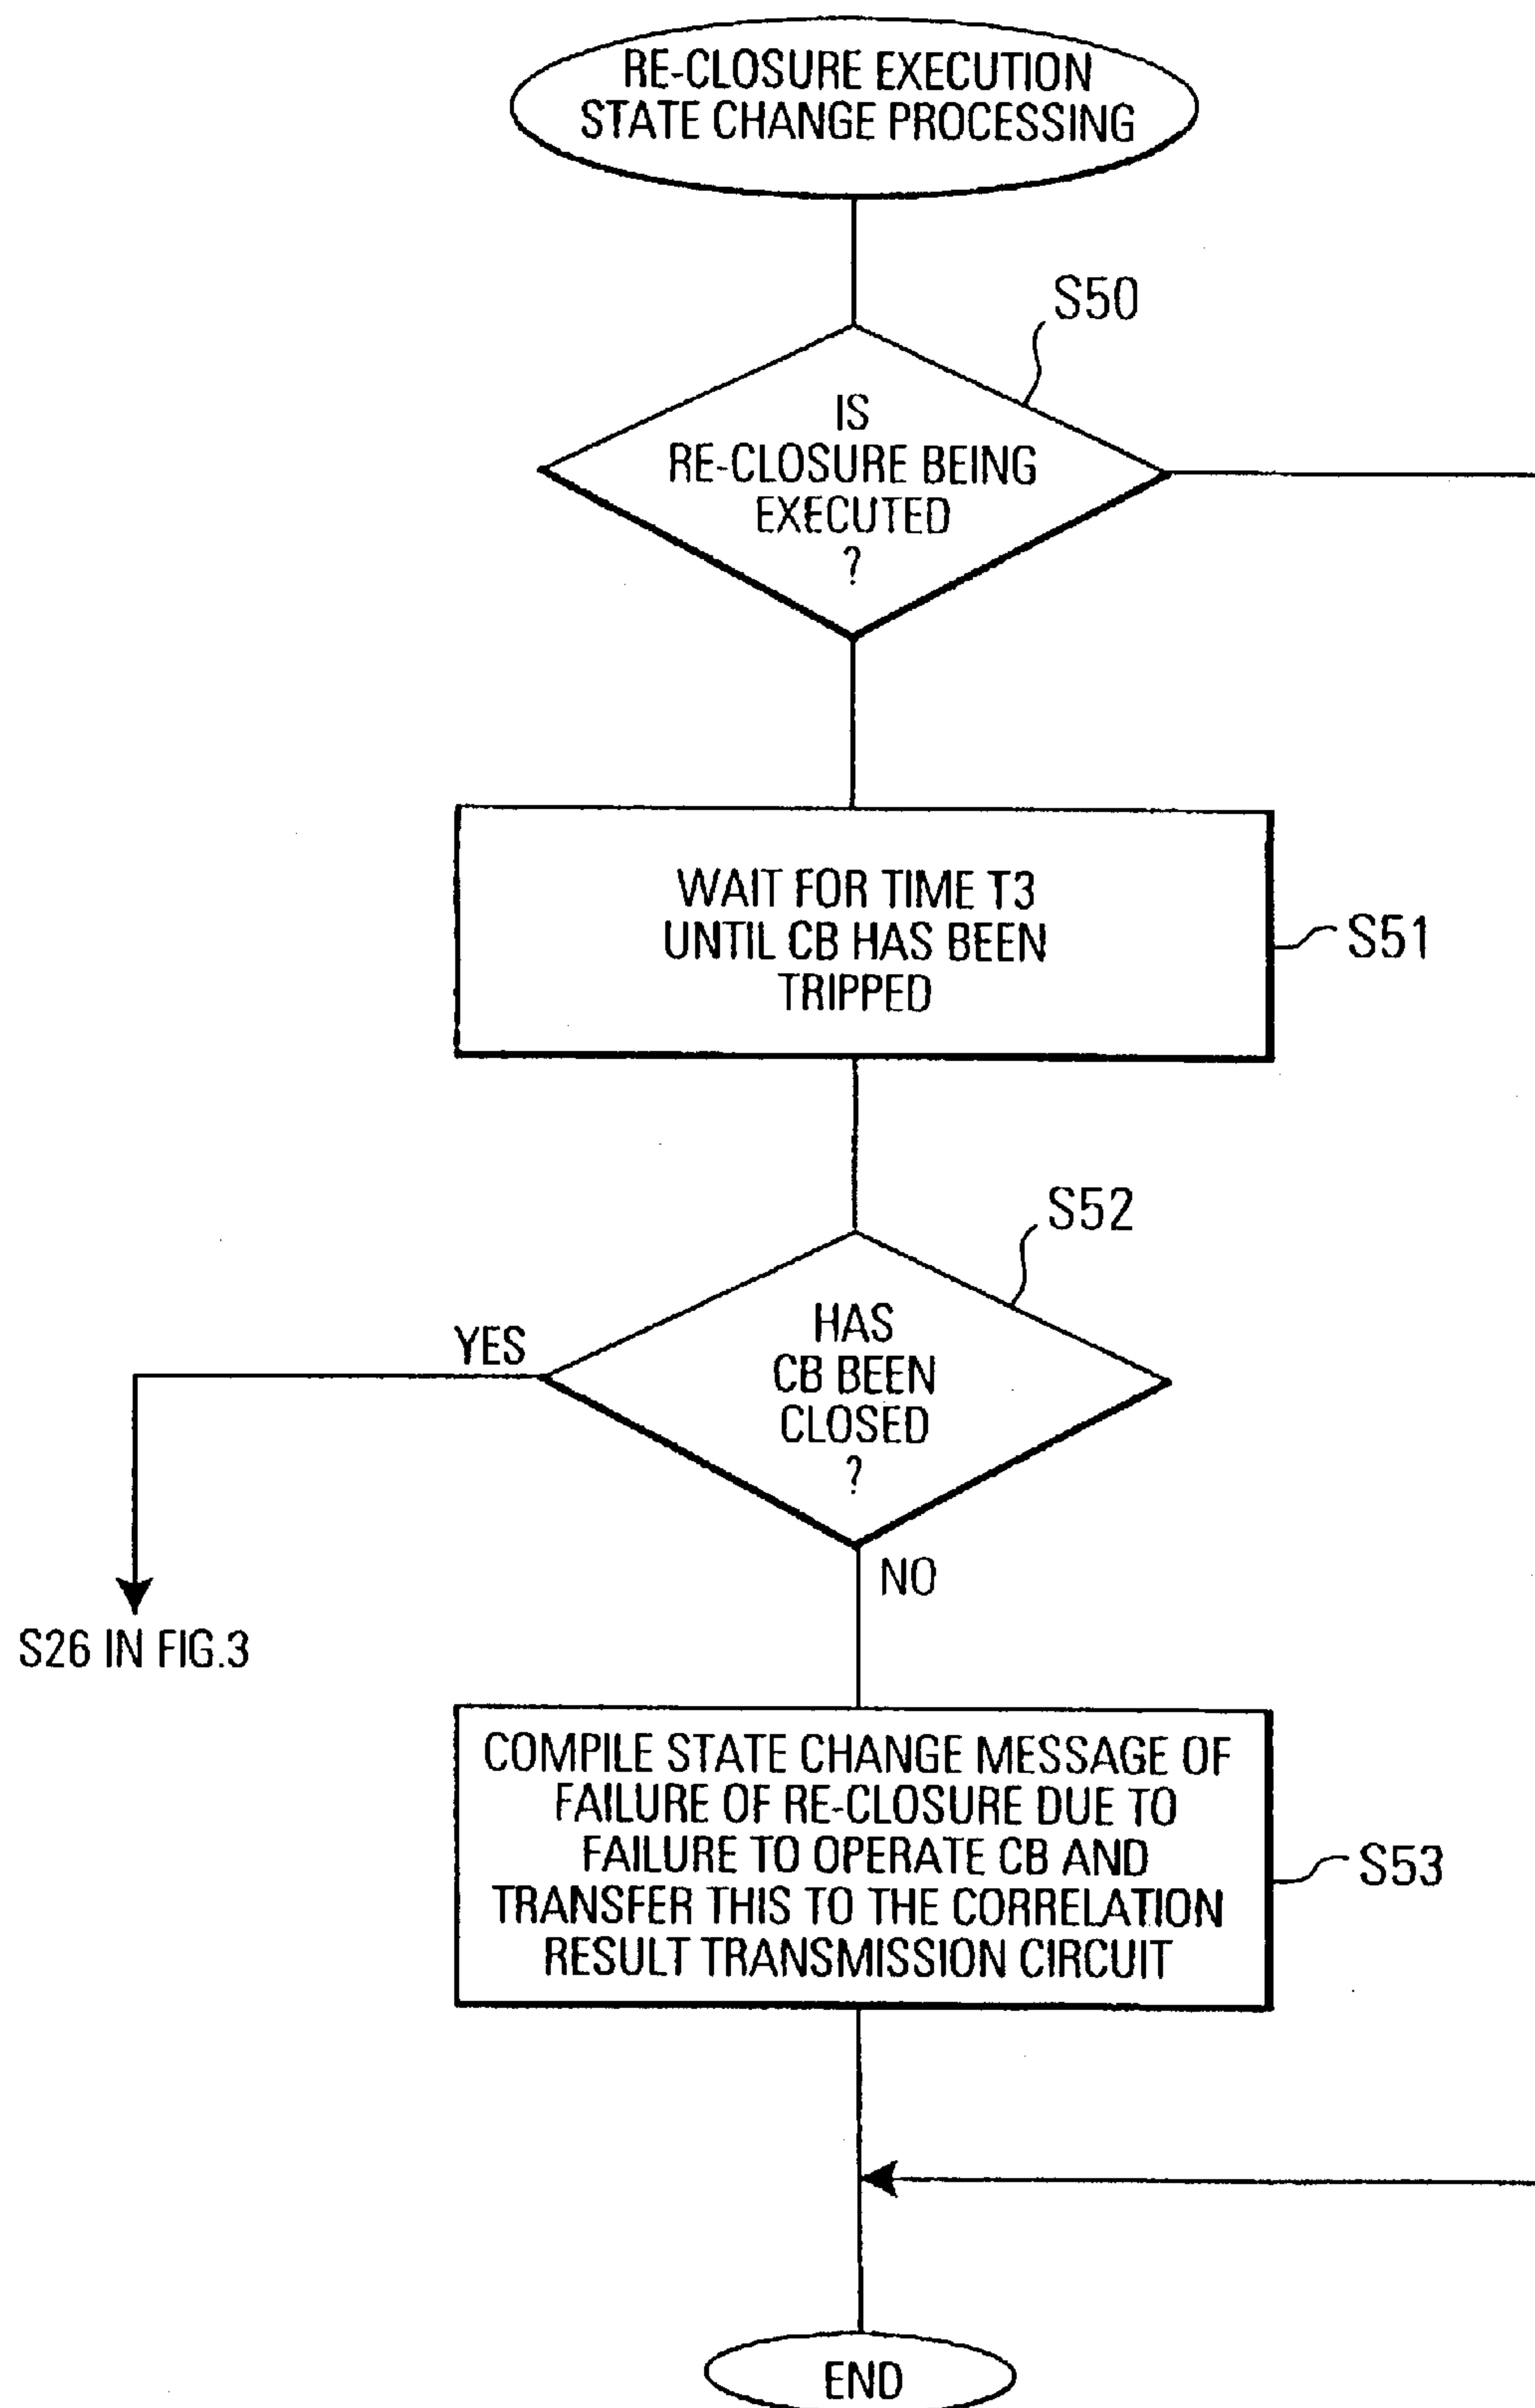 RE-CLOSURE EXECUTION
STATE CHANGE PROCESSING
S50
IS
RE-CLOSURE BEING
EXECUTED
?
WAIT FOR TIME T3
UNTIL CB HAS BEEN
TRIPPED
S51
S52
HAS
CB BEEN
CLOSED
?
YES
NO
S26 IN FIG.3
COMPILE STATE CHANGE MESSAGE OF
FAILURE OF RE-CLOSURE DUE TO
FAILURE TO OPERATE CB AND
TRANSFER THIS TO THE CORRELATION
RESULT TRANSMISSION CIRCUIT
S53
END